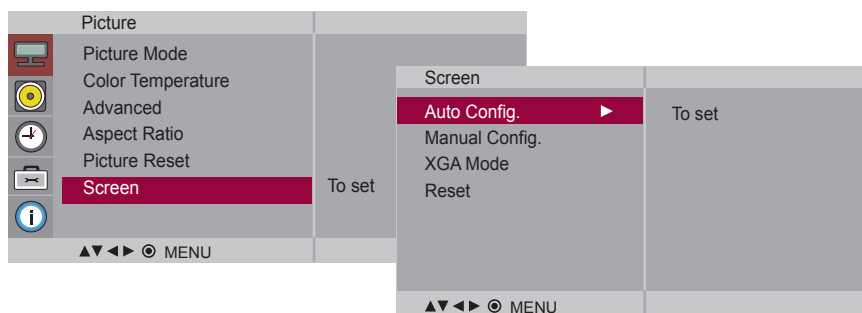 Picture
Picture Mode
Color Temperature
Advanced
Aspect Ratio
Picture Reset
Screen
To set
▲▼◄► ◉ MENU
Screen
Auto Config. ►
To set
Manual Config.
XGA Mode
Reset
▲▼◄► ◉ MENU